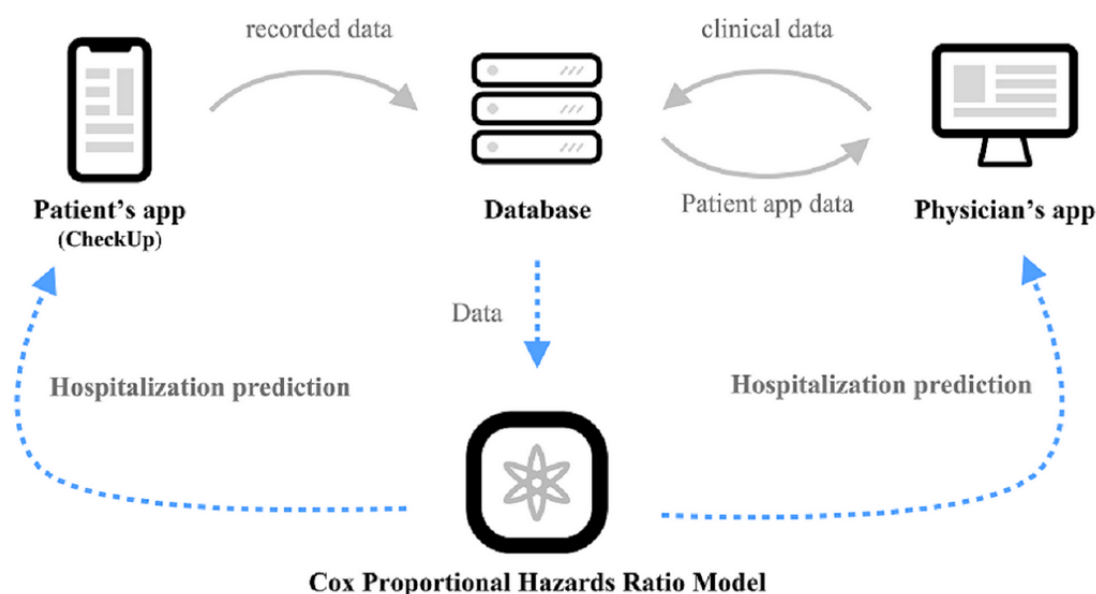 recorded data
clinical data
Patient's app
(CheckUp)
Database
Patient app data
Physician's app
Data
Hospitalization prediction
Hospitalization prediction
Cox Proportional Hazards Ratio Model